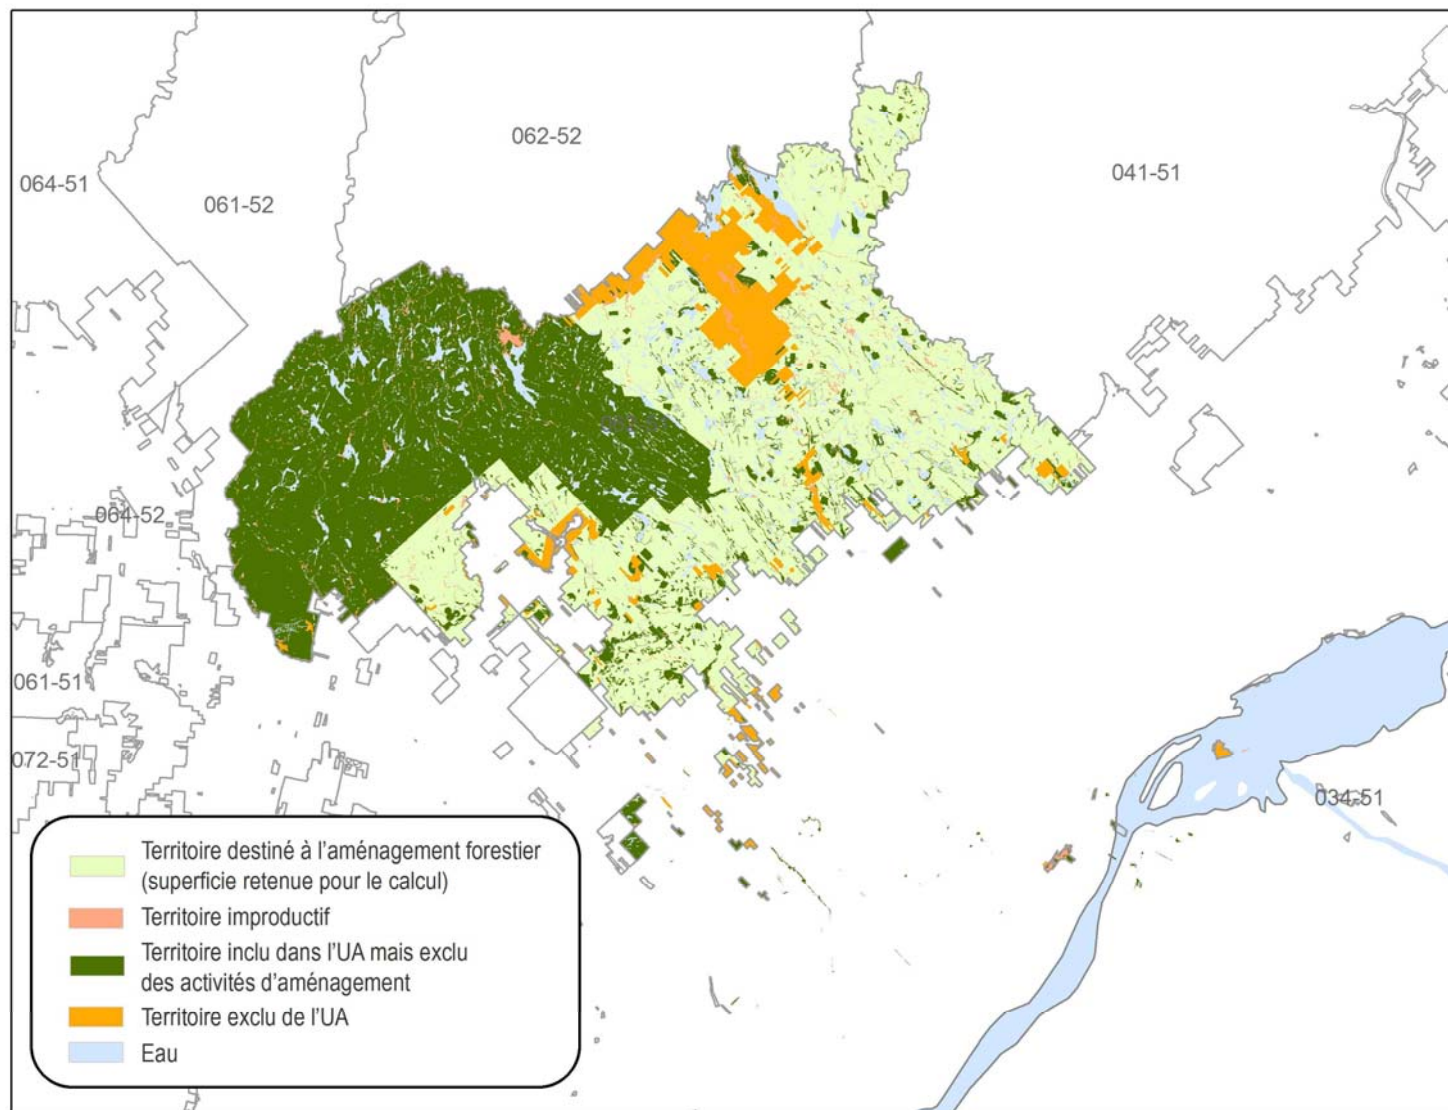 062-52
041-51
064-51
061-52
064-52
061-51
072-51
034-51
Territoire destiné à l'aménagement forestier
(superficie retenue pour le calcul)
Territoire improductif
Territoire inclu dans l'UA mais exclu
des activités d'aménagement
Territoire exclu de l'UA
Eau